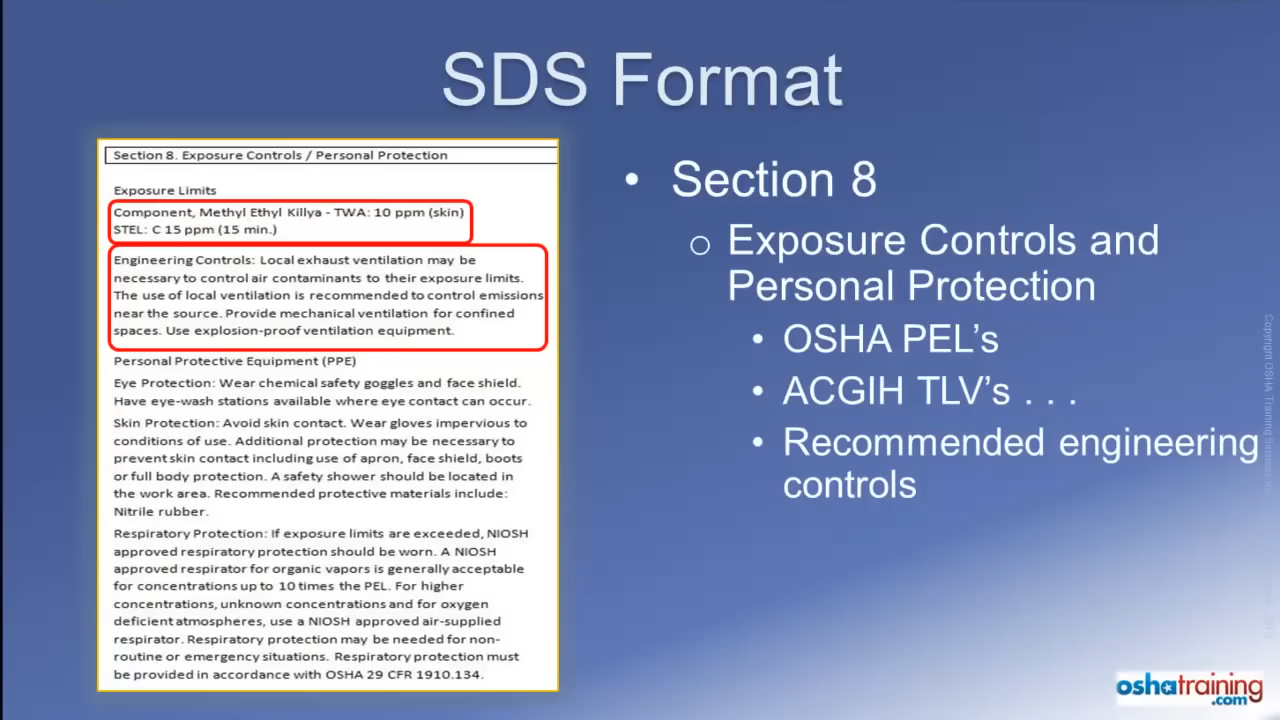 SDS Format
Section 8. Exposure Controls / Personal Protection
Exposure Limits
Component, Methyl Ethyl Killya - TWA: 10 ppm (skin)
STEL: C 15 ppm (15 min.)
Engineering Controls: Local exhaust ventilation may be
necessary to control air contaminants to their exposure limits.
The use of local ventilation is recommended to control emissions
near the source. Provide mechanical ventilation for confined
spaces. Use explosion-proof ventilation equipment.
Personal Protective Equipment (PPE)
Eye Protection: Wear chemical safety goggles and face shield.
Have eye-wash stations available where eye contact can occur.
Skin Protection: Avoid skin contact. Wear gloves impervious to
conditions of use. Additional protection may be necessary to
prevent skin contact including use of apron, face shield, boots
or full body protection. A safety shower should be located in
the work area. Recommended protective materials include:
Nitrile rubber.
Respiratory Protection: If exposure limits are exceeded, NIOSH
approved respiratory protection should be worn. A NIOSH
approved respirator for organic vapors is generally acceptable
for concentrations up to 10 times the PEL. For higher
concentrations, unknown concentrations and for oxygen
deficient atmospheres, use a NIOSH approved air-supplied
respirator. Respiratory protection may be needed for non-
routine or emergency situations. Respiratory protection must
be provided in accordance with OSHA 29 CFR 1910.134.
• Section 8
o Exposure Controls and
Personal Protection
• OSHA PEL's
• ACGIH TLV's . . .
• Recommended engineering
controls
Copyright OSHA Training Services
oshatraining
.com